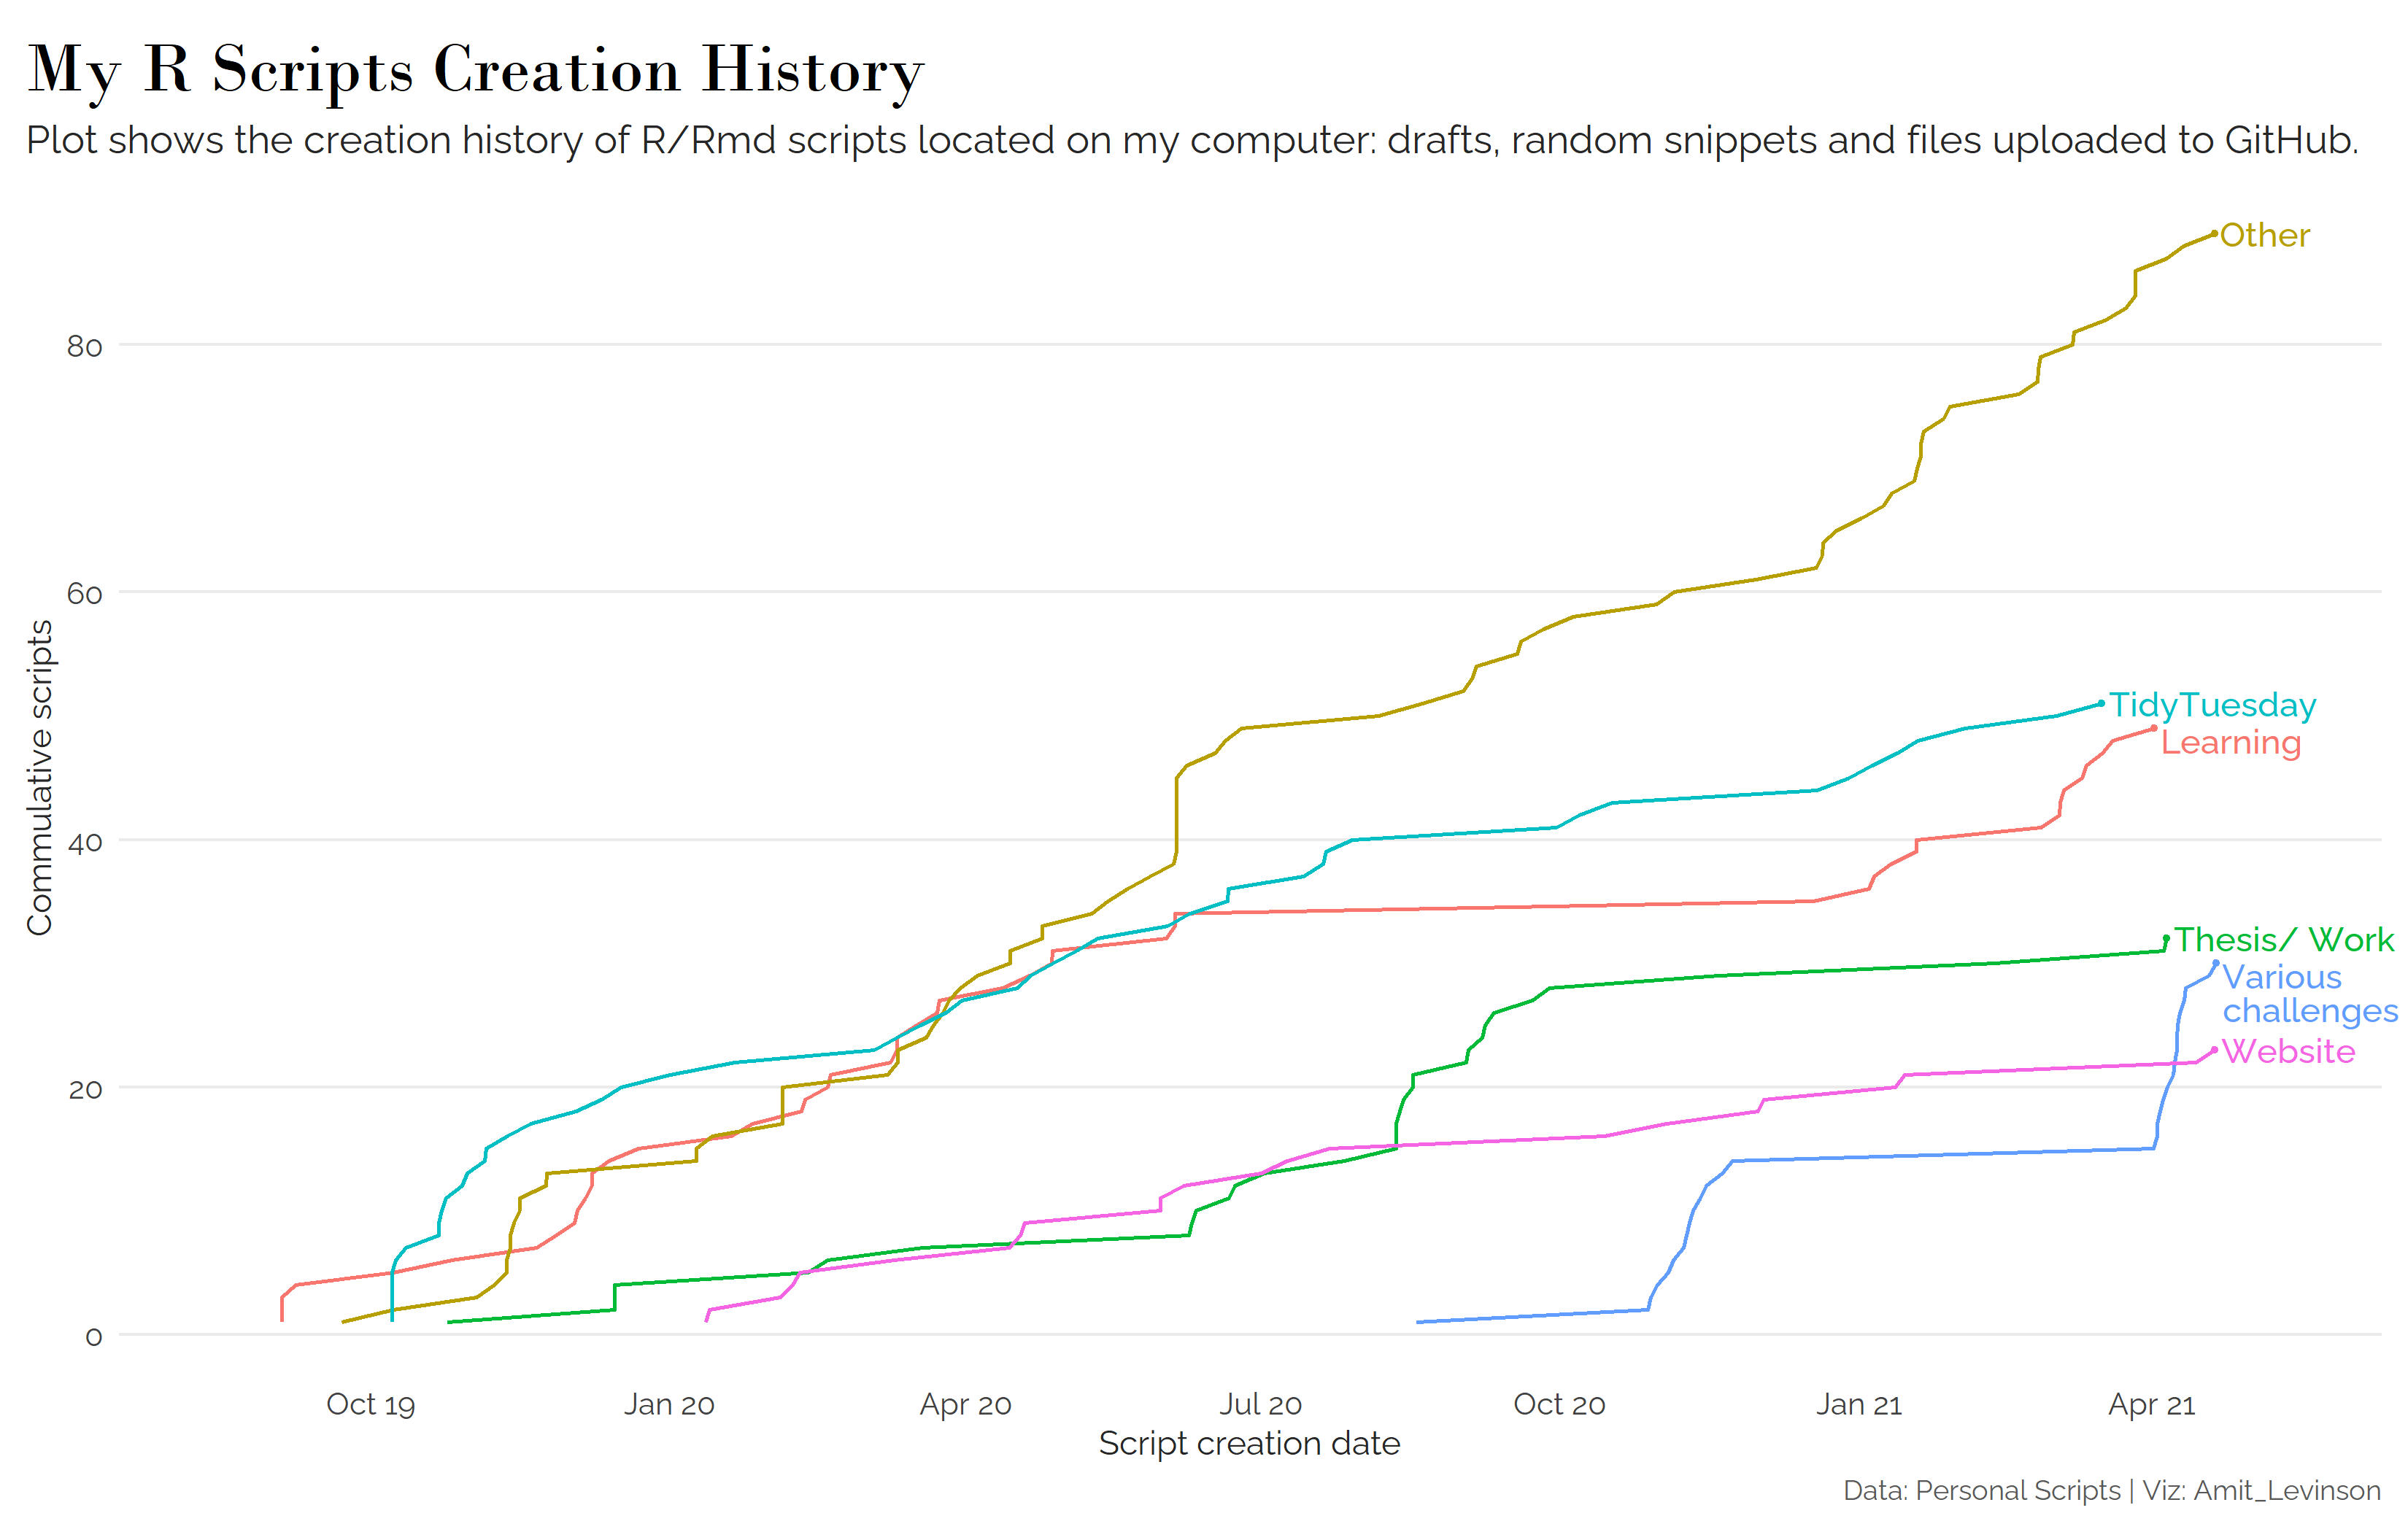 My R Scripts Creation History
Plot shows the creation history of R/Rmd scripts located on my computer: drafts, random snippets and files uploaded to GitHub.
Other
80
60
Commulative scripts
TidyTuesday
Learning
40
Thesis/ Work
Various
challenges
Website
20
0
Oct 19 Jan 20 Apr 20 Jul 20 Oct 20 Jan 21 Apr 21
Script creation date
Data: Personal Scripts | Viz: Amit_Levinson